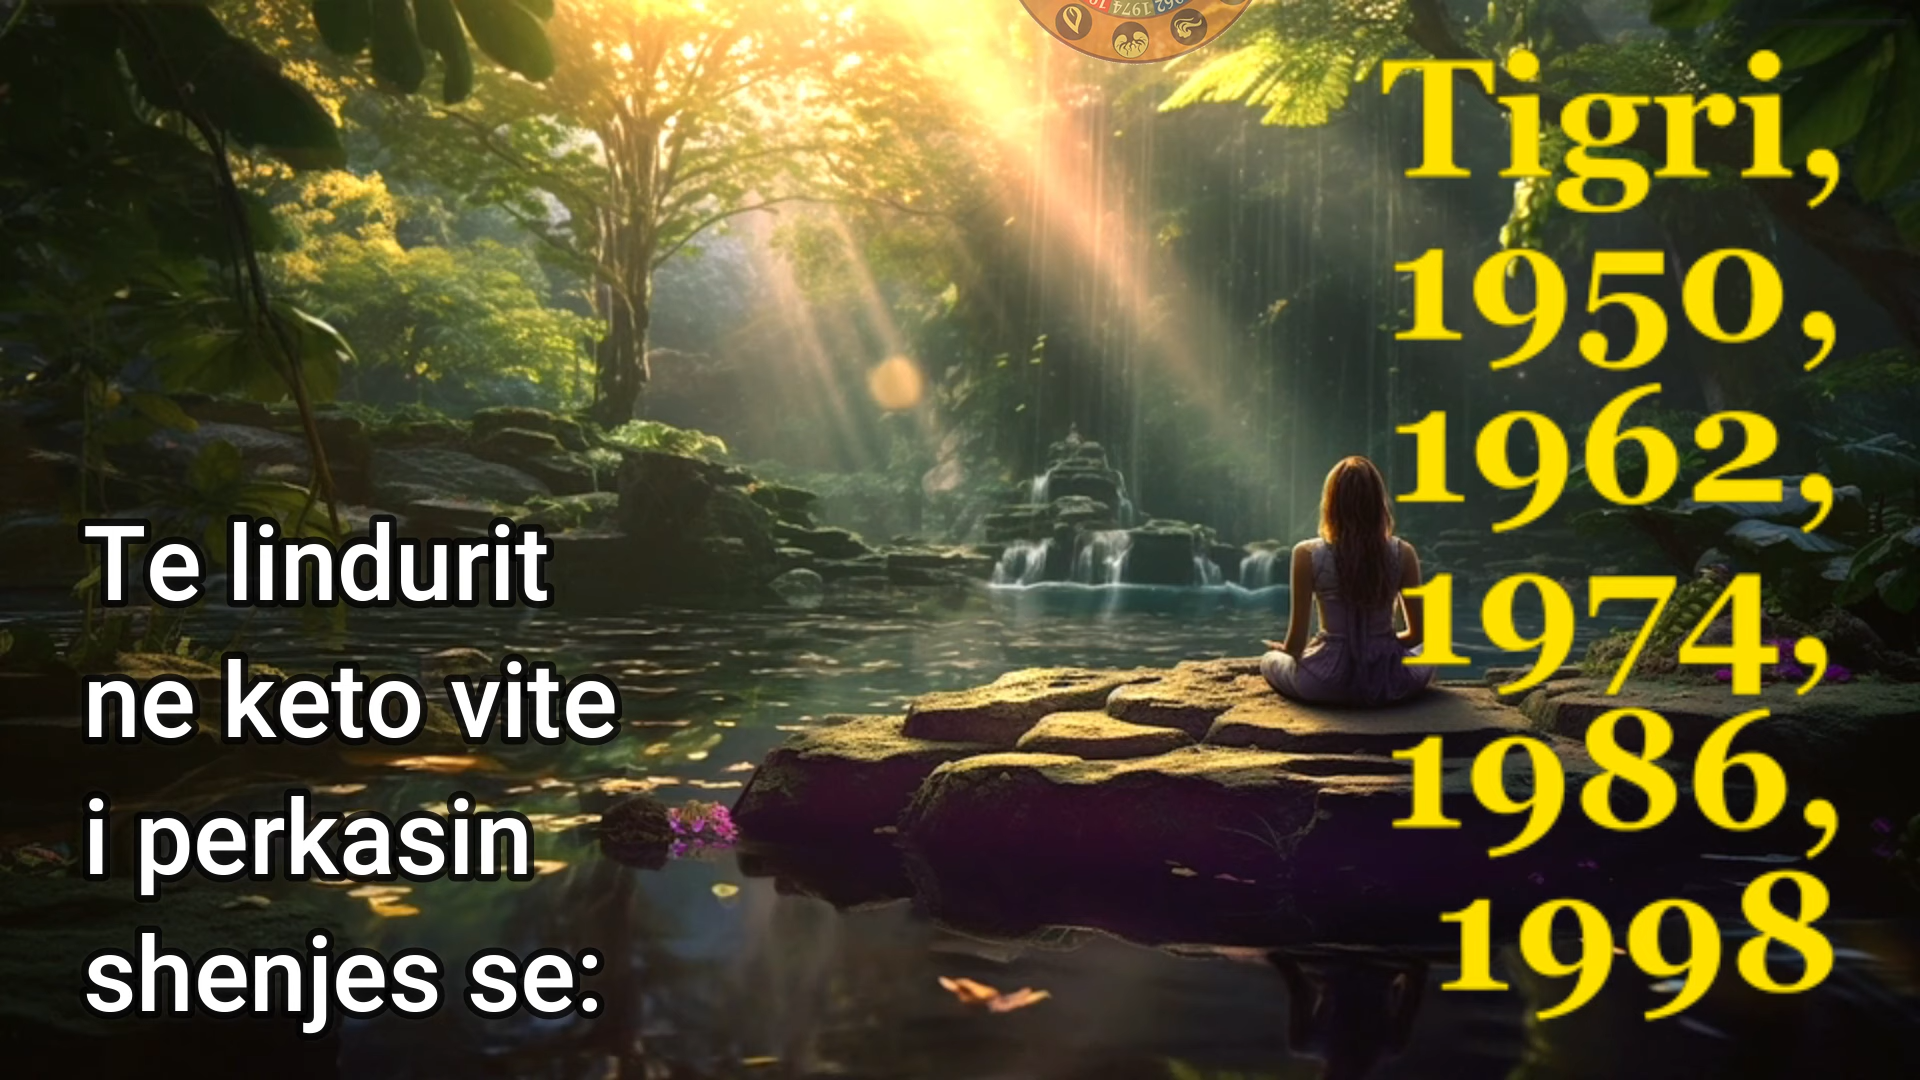 Te lindurit
ne keto vite
i perkasin
shenjes se:
Tigri,
1950,
1962,
1974,
1986,
1998